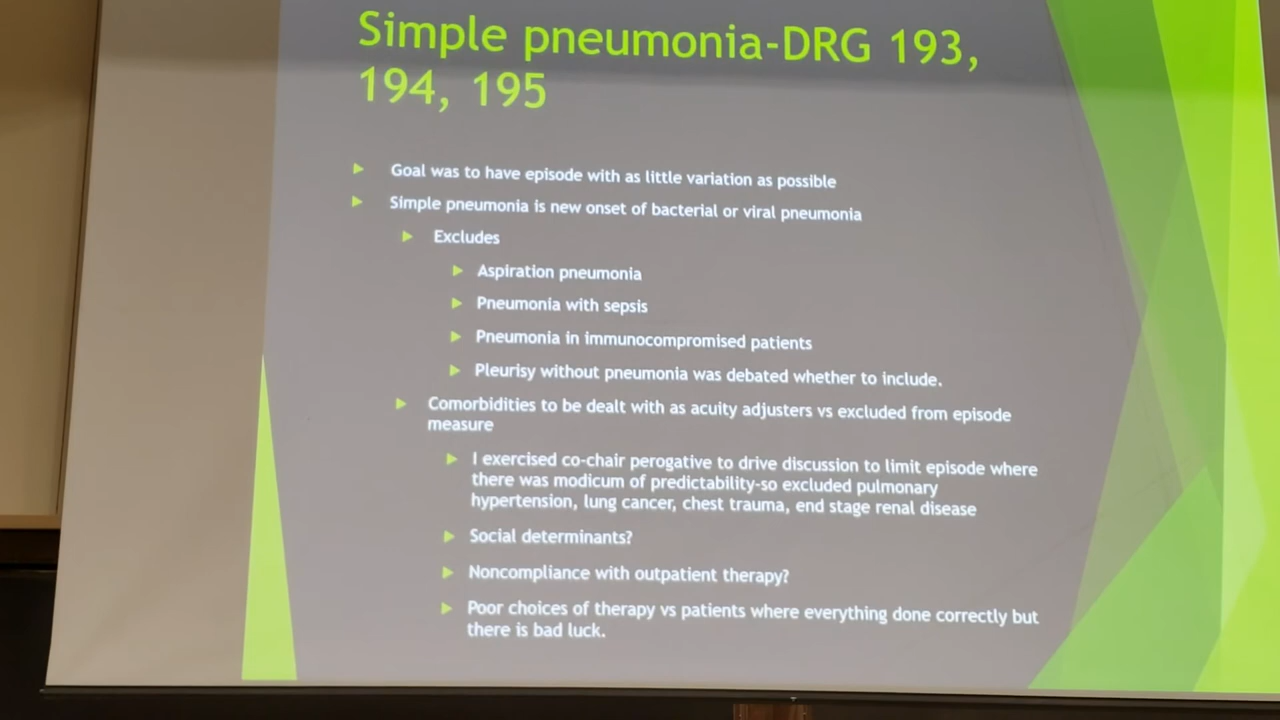 Simple pneumonia-DRG 193,
194, 195
Goal was to have episode with as little variation as possible
Simple pneumonia is new onset of bacterial or viral pneumonia
Excludes
Aspiration pneumonia
Pneumonia with sepsis
Pneumonia in immunocompromised patients
Pleurisy without pneumonia was debated whether to include.
Comorbidities to be dealt with as acuity adjusters vs excluded from episode
measure
I exercised co-chair perogative to drive discussion to limit episode where
there was modicum of predictability-so excluded pulmonary
hypertension, lung cancer, chest trauma, end stage renal disease
Social determinants?
Noncompliance with outpatient therapy?
Poor choices of therapy vs patients where everything done correctly but
there is bad luck.